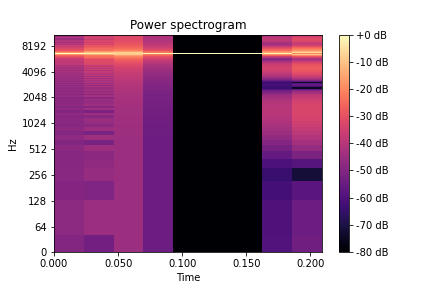 Power spectrogram
8192
4096
2048
1024
512
256
128
64
0
Hz
0.000 0.050 0.100 0.150 0.200
Time
+0 dB
-10 dB
-20 dB
-30 dB
-40 dB
-50 dB
-60 dB
-70 dB
-80 dB